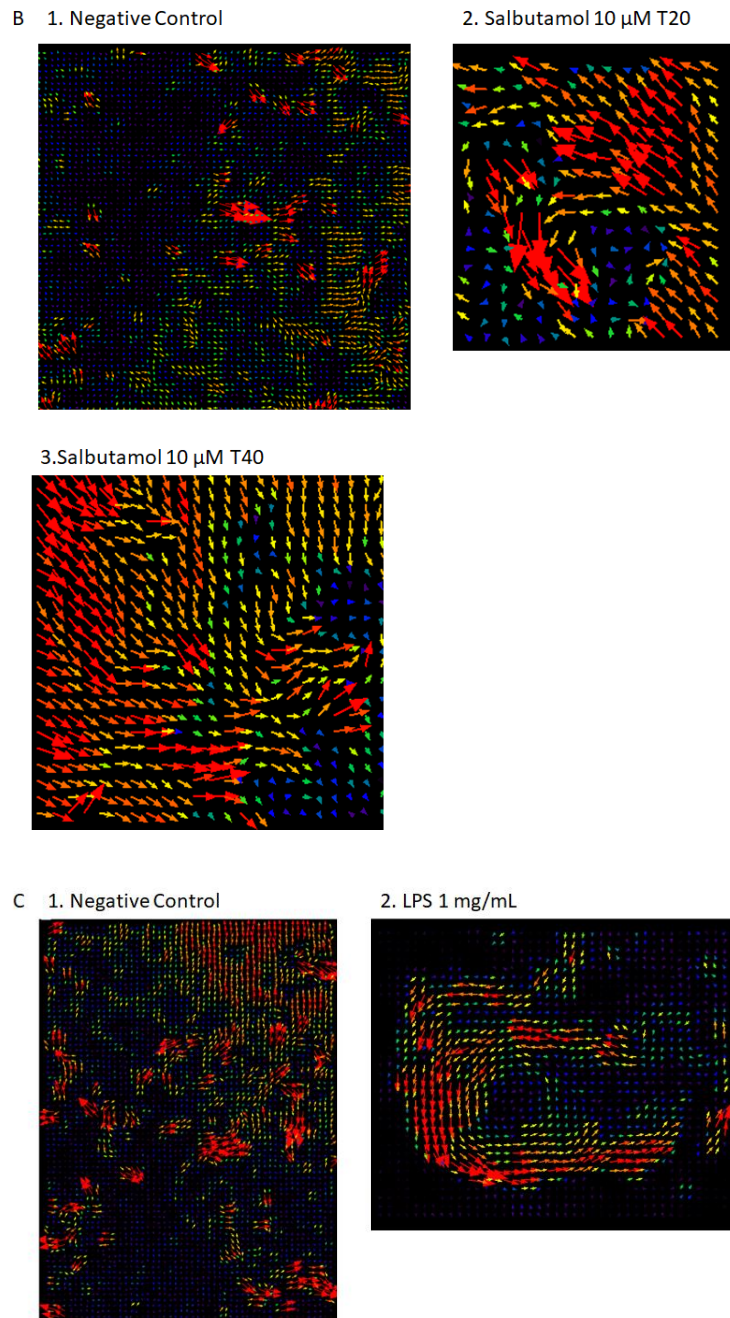 B 1. Negative Control
2. Salbutamol 10 µM T20
3.Salbutamol 10 µM T40
C 1. Negative Control
2. LPS 1 mg/mL